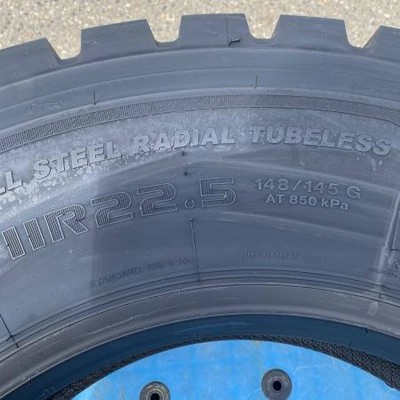 LL STEEL RADIAL TUBELESS
11R22.5 148/145 G
AT 850 kPa